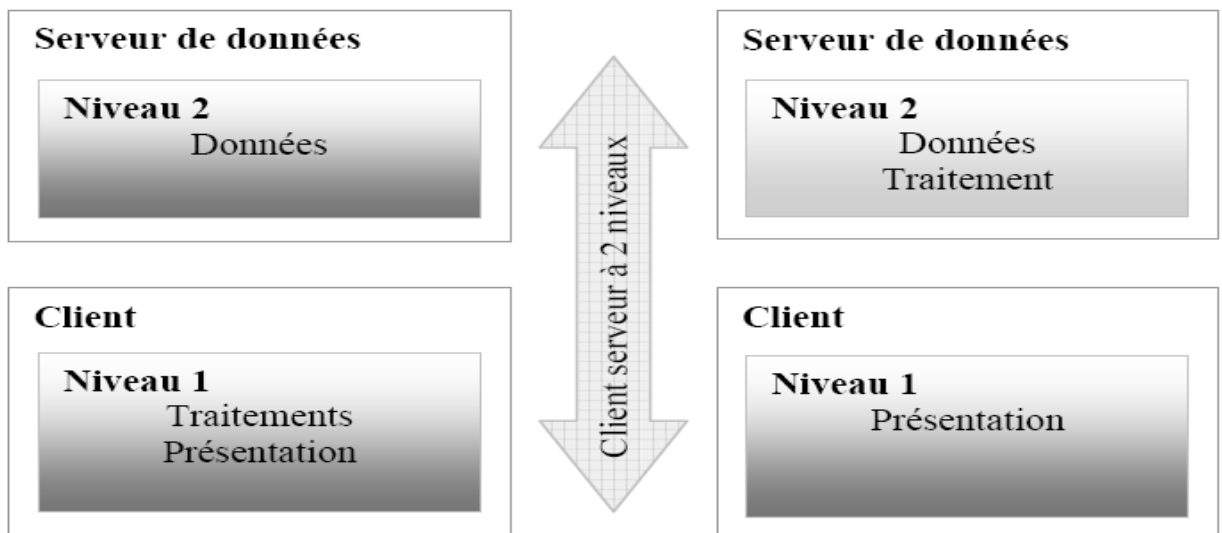 Serveur de données
Niveau 2
Données
Client
Niveau 1
Traitements
Présentation
Client serveur à 2 niveaux
Serveur de données
Niveau 2
Données
Traitement
Client
Niveau 1
Présentation